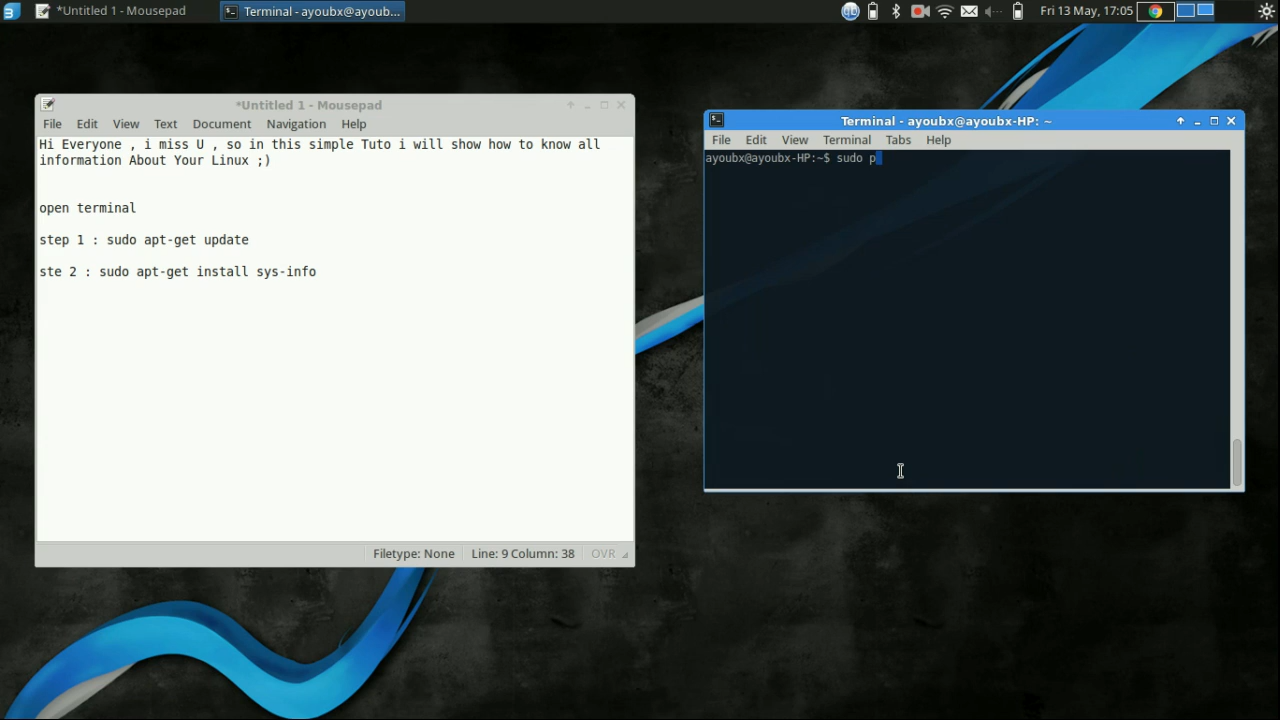 *Untitled 1 - Mousepad
Terminal - ayoubx@ayoub...
Fri 13 May, 17:05
*Untitled 1 - Mousepad
File Edit View Text Document Navigation Help
Hi Everyone , i miss U , so in this simple Tuto i will show how to know all
information About Your Linux ;)
open terminal
step 1 : sudo apt-get update
ste 2 : sudo apt-get install sys-info
Filetype: None Line: 9 Column: 38 OVR
Terminal - ayoubx@ayoubx-HP: ~
File Edit View Terminal Tabs Help
ayoubx@ayoubx-HP:~$ sudo p